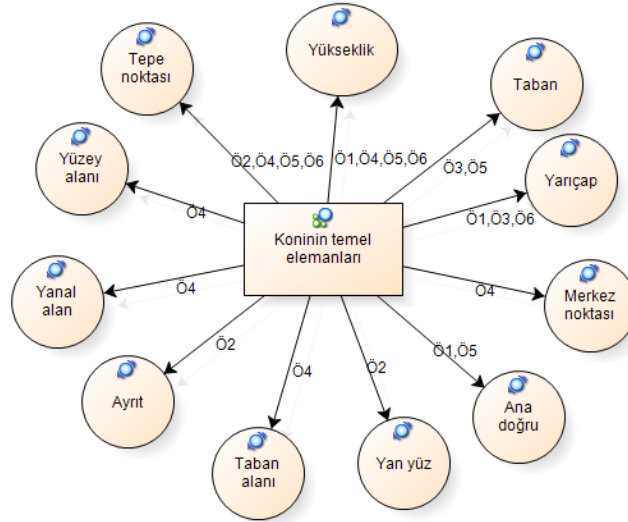 Yükseklik
Tepe
noktası
Taban
Yüzey
alanı
Ö2,Ö4,Ö5,Ö6
Ö1,Ö4,Ö5,Ö6
Ö3,Ö5
Yarıçap
Ö4
Ö1,Ö3,Ö6
Koninin temel
elemanları
Yanal
alan
Ö4
Ö4
Merkez
noktası
Ö2
Ö4
Ö2
Ö1,Ö5
Ayrıt
Ana
doğru
Taban
alanı
Yan yüz